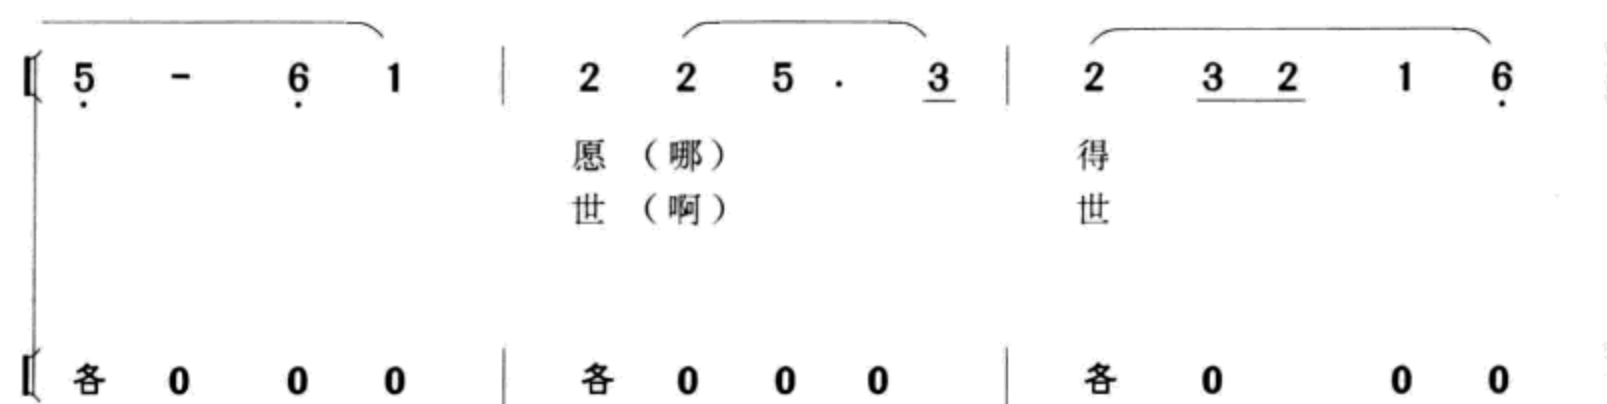 5 - 6 1 | 2 2 5 · 3 | 2 3 2 1 6
愿 （哪） 得
世 （啊） 世
各 0 0 0 | 各 0 0 0 | 各 0 0 0